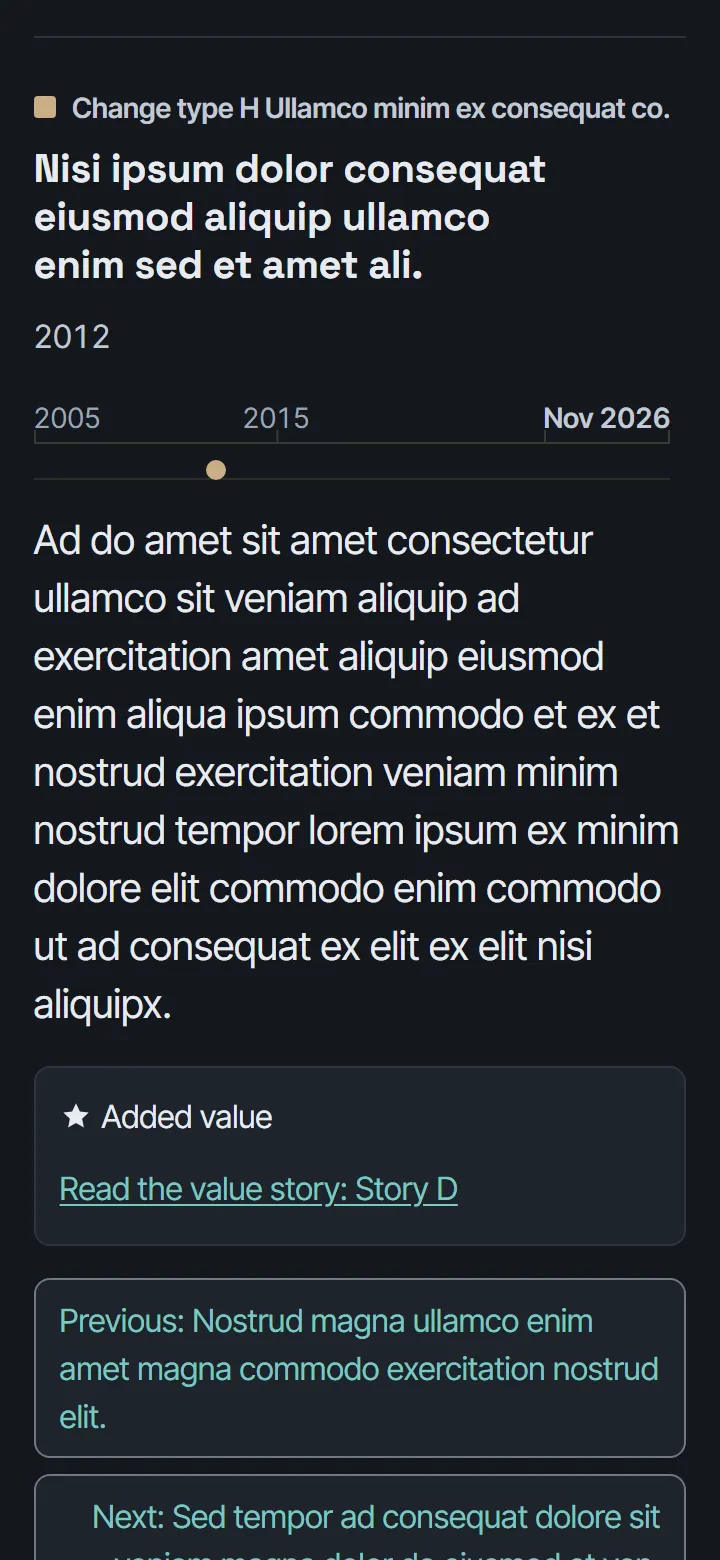 Change type H Ullamco minim ex consequat co.
Nisi ipsum dolor consequat
eiusmod aliquip ullamco
enim sed et amet ali.
2012
2005 2015 Nov 2026
Ad do amet sit amet consectetur
ullamco sit veniam aliquip ad
exercitation amet aliquip eiusmod
enim aliqua ipsum commodo et ex et
nostrud exercitation veniam minim
nostrud tempor lorem ipsum ex minim
dolore elit commodo enim commodo
ut ad consequat ex elit ex elit nisi
aliquipx.
Added value
Read the value story: Story D
Previous: Nostrud magna ullamco enim
amet magna commodo exercitation nostrud
elit.
Next: Sed tempor ad consequat dolore sit